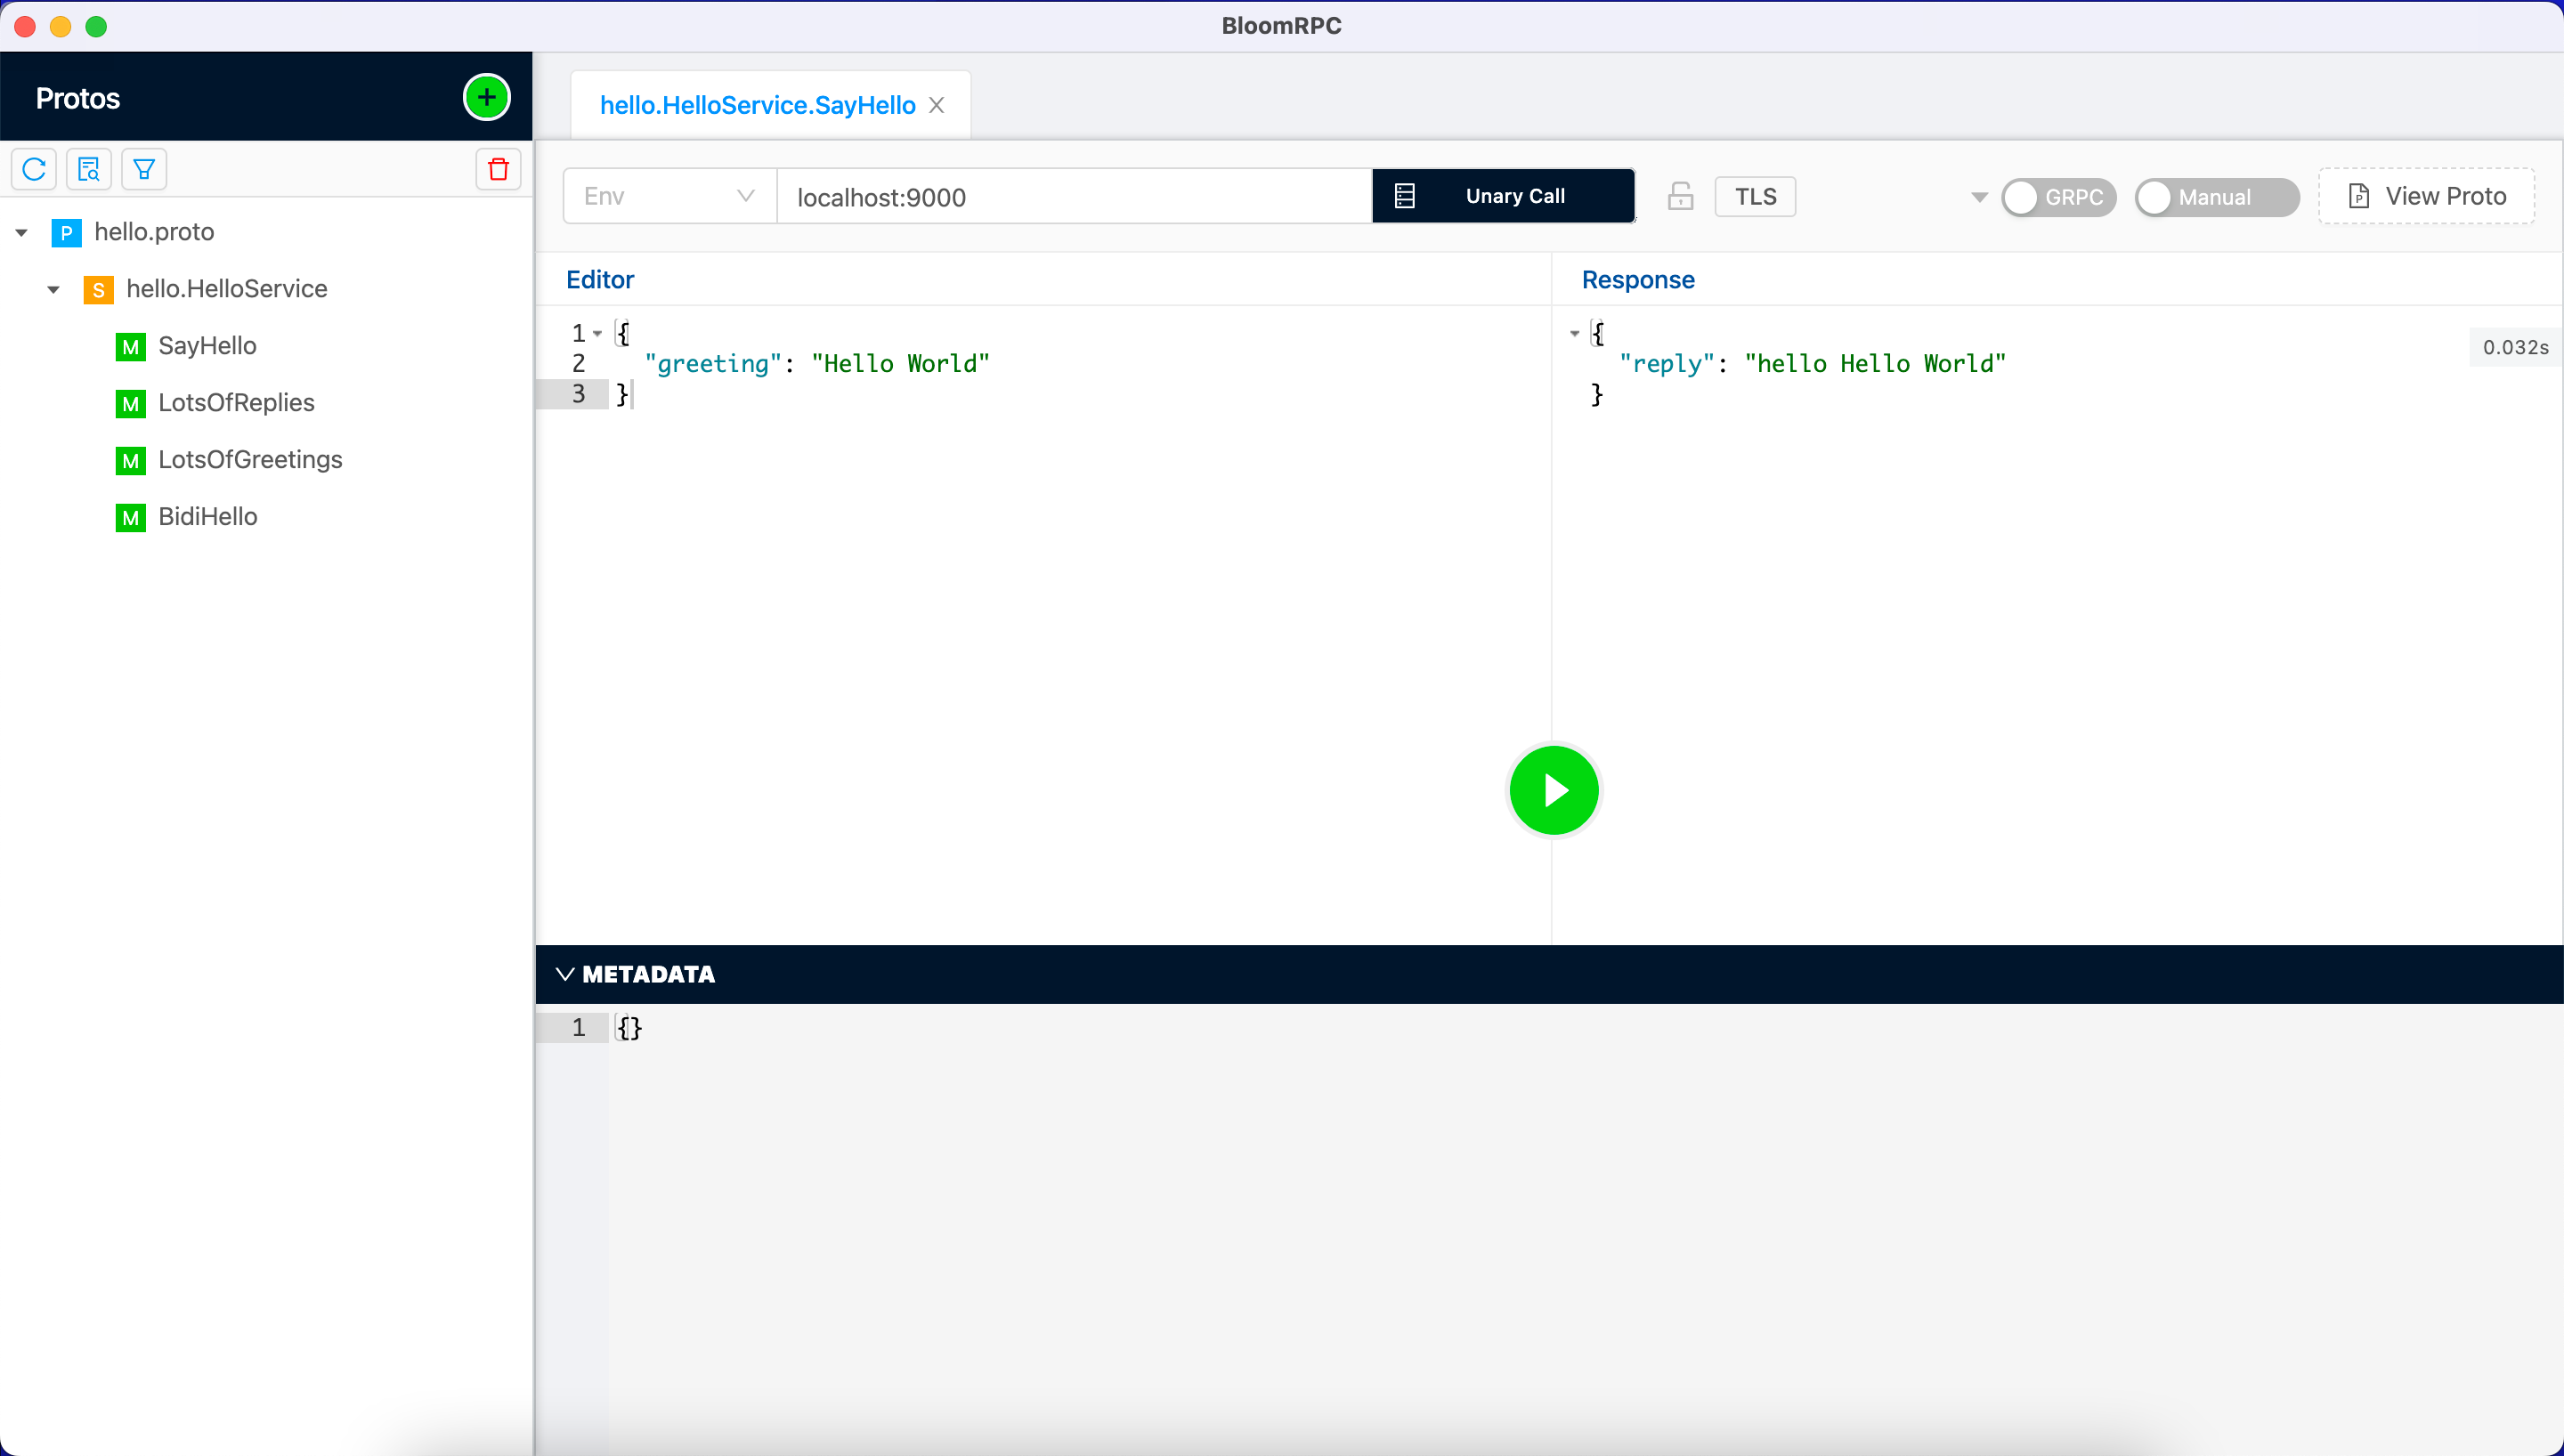 BloomRPC
Protos
hello.proto
hello.HelloService
SayHello
LotsOfReplies
LotsOfGreetings
BidiHello
hello.HelloService.SayHello
Env
localhost:9000
Unary Call
TLS
GRPC
Manual
View Proto
Editor
1 {
2 "greeting": "Hello World"
3 }
Response
{
"reply": "hello Hello World"
}
0.032s
METADATA
1 {}